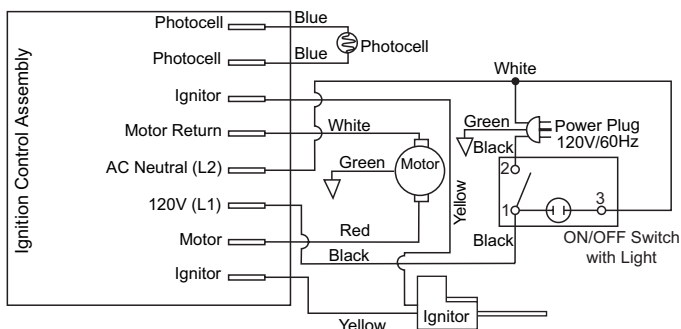 Ignition Control Assembly
Photocell
Blue
Photocell
Blue
Photocell
Ignitor
Motor Return
White
AC Neutral (L2)
Green
Motor
120V (L1)
Motor
Red
Black
Ignitor
Yellow
Yellow
Ignitor
White
Green
Power Plug
120V/60Hz
Black
2
1
3
Black
ON/OFF Switch
with Light